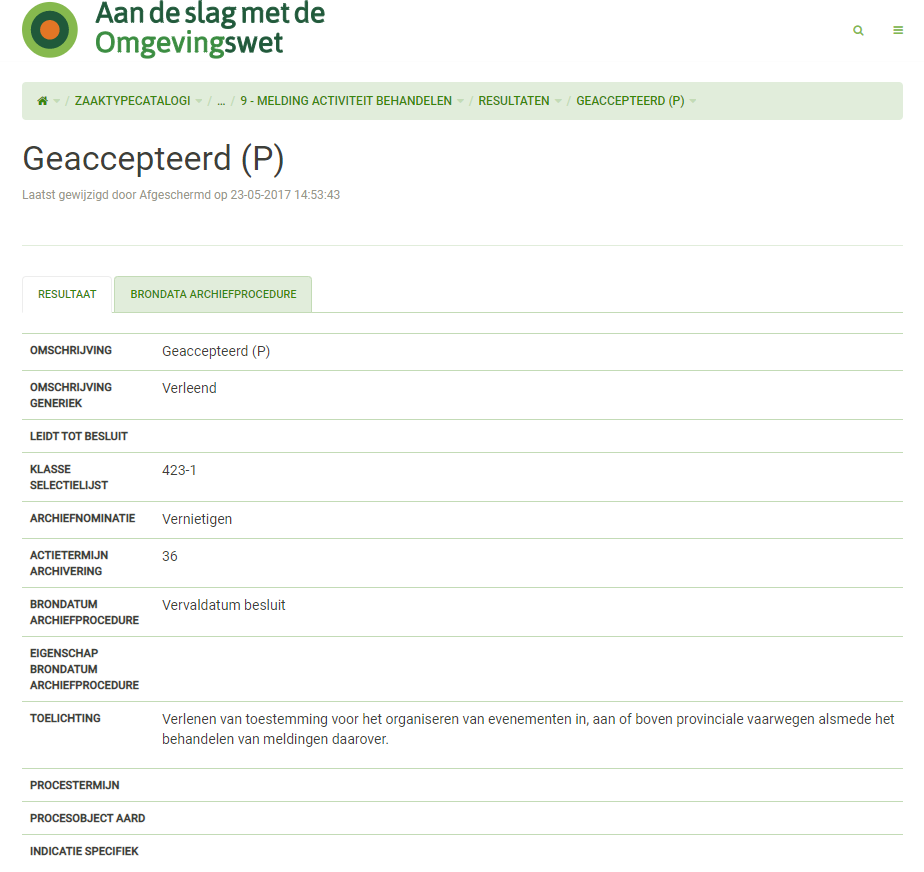 Aan de slag met de
Omgevingswet
/ ZAAKTYPECATALOGI / ... / 9 - MELDING ACTIVITEIT BEHANDELEN / RESULTATEN / GEACCEPTEERD (P)
Geaccepteerd (P)
Laatst gewijzigd door Afgeschermd op 23-05-2017 14:53:43
RESULTAAT BRONDATA ARCHIEFPROCEDURE
OMSCHRIJVING Geaccepteerd (P)
OMSCHRIJVING Verleend
GENERIEK
LEIDT TOT BESLUIT
KLASSE 423-1
SELECTIELIJST
ARCHIEFNOMINATIE Vernietigen
ACTIETERMIJN 36
ARCHIVERING
BRONDATUM Vervaldatum besluit
ARCHIEFPROCEDURE
EIGENSCHAP
BRONDATUM
ARCHIEFPROCEDURE
TOELICHTING Verlenen van toestemming voor het organiseren van evenementen in, aan of boven provinciale vaarwegen alsmede het
behandelen van meldingen daarover.
PROCESTERMIJN
PROCESOBJECT AARD
INDICATIE SPECIFIEK